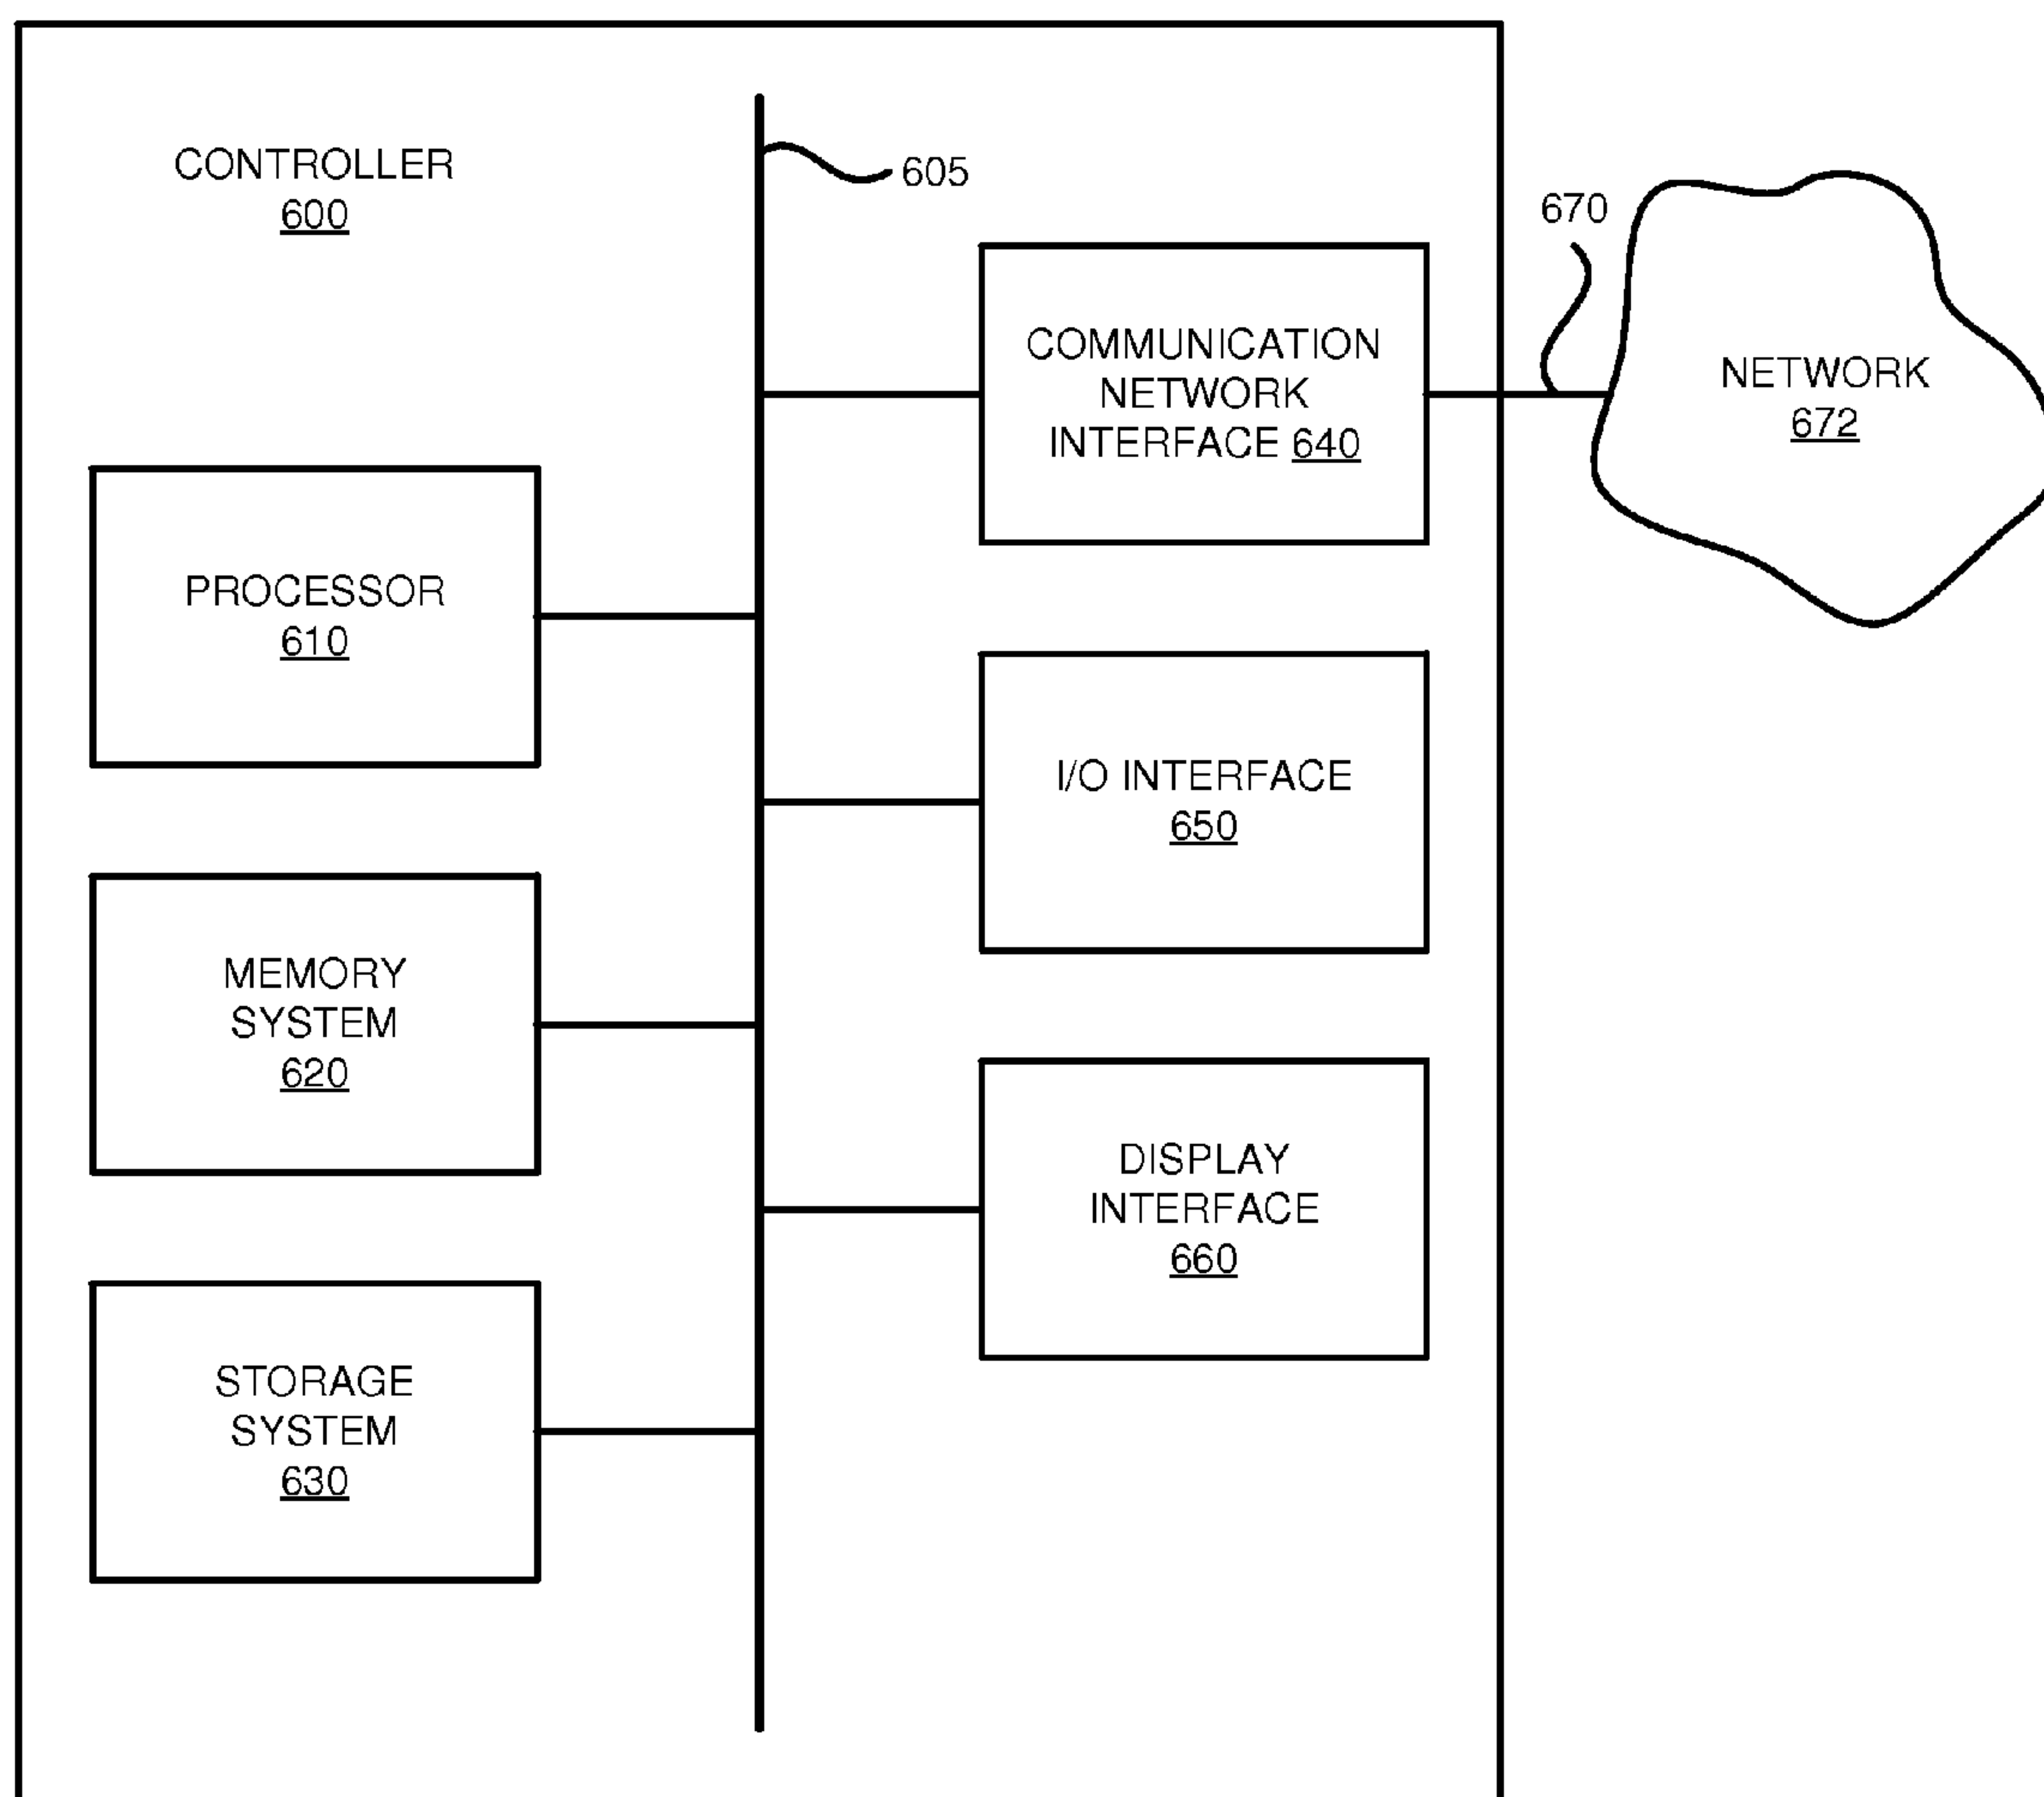 CONTROLLER
600
605
670
COMMUNICATION
NETWORK
INTERFACE 640
NETWORK
672
PROCESSOR
610
I/O INTERFACE
650
MEMORY
SYSTEM
620
DISPLAY
INTERFACE
660
STORAGE
SYSTEM
630